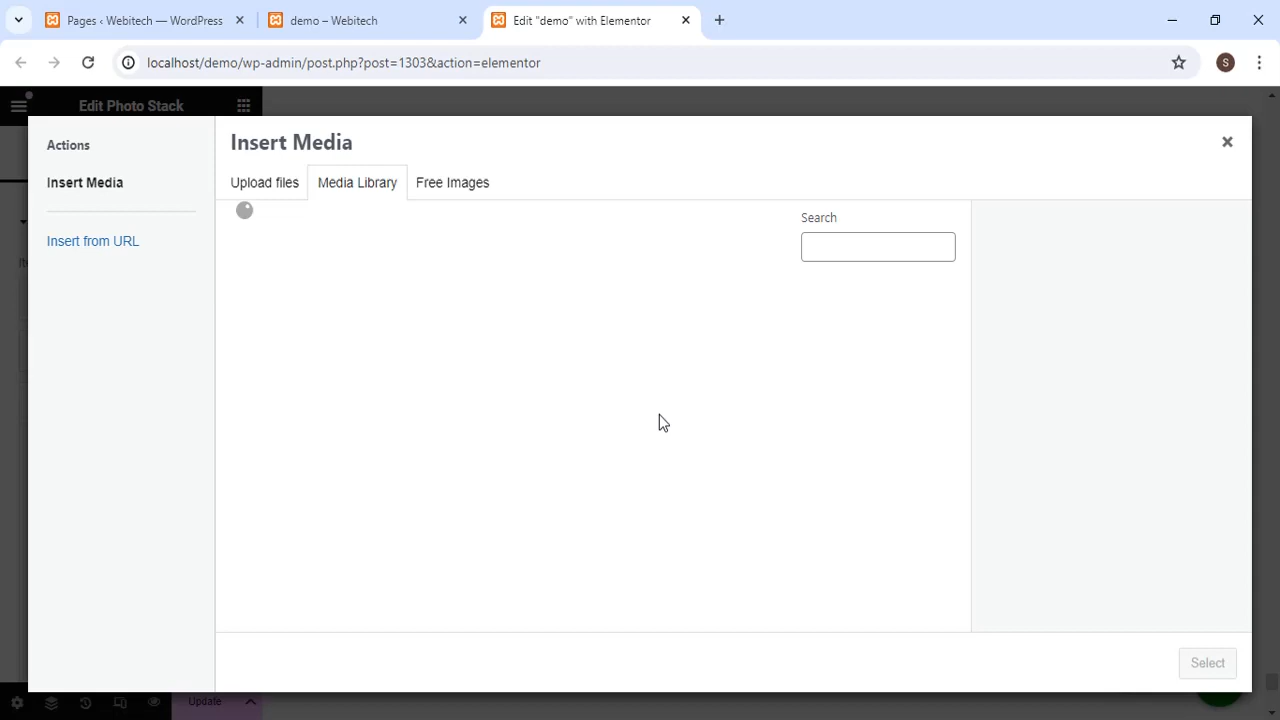 Pages ‹ Webitech — WordPress
demo – Webitech
Edit "demo" with Elementor
localhost/demo/wp-admin/post.php?post=1303&action=elementor
S
Edit Photo Stack
Actions
Insert Media
Insert from URL
Insert Media
Upload files
Media Library
Free Images
Search
Select
Update